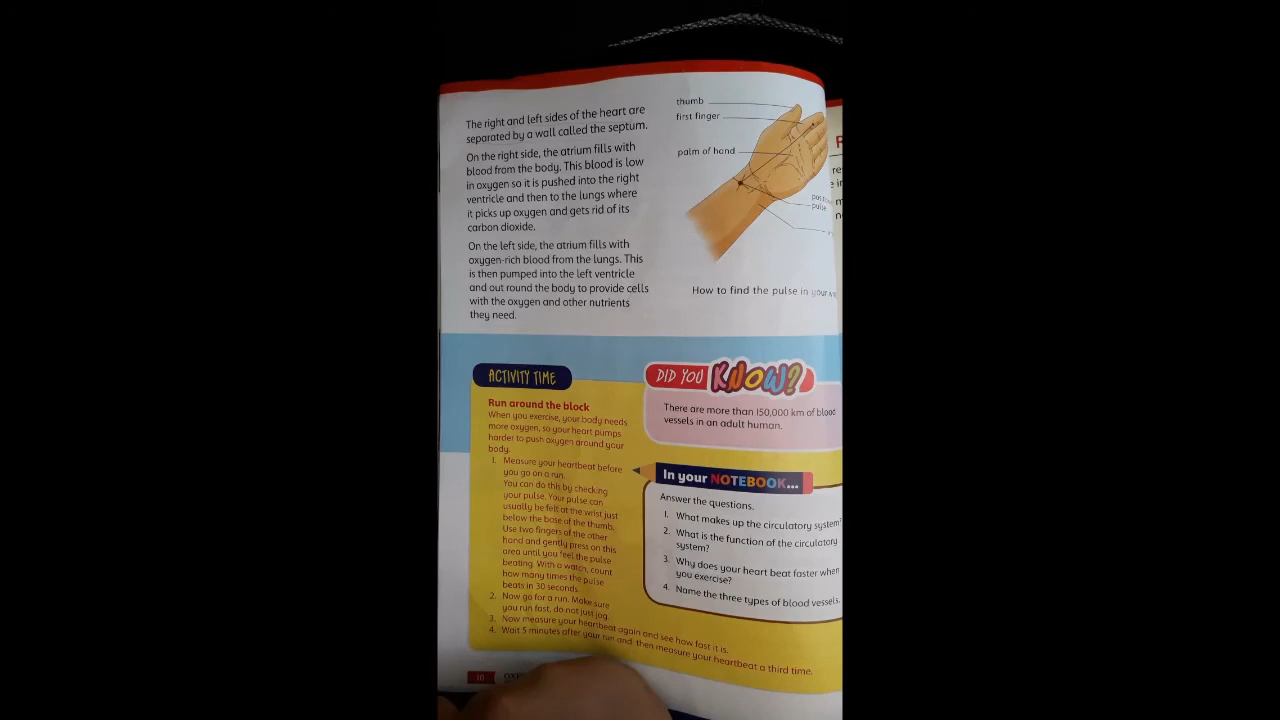 The right and left sides of the heart are
separated by a wall called the septum.
On the right side, the atrium fills with
blood from the body. This blood is low
in oxygen so it is pushed into the right
ventricle and then to the lungs where
it picks up oxygen and gets rid of its
carbon dioxide.
On the left side, the atrium fills with
oxygen-rich blood from the lungs. This
is then pumped into the left ventricle
and out round the body to provide cells
with the oxygen and other nutrients
they need.
thumb
first finger
palm of hand
pulse
How to find the pulse in your
ACTIVITY TIME
Run around the block
When you exercise, your body needs
more oxygen, so your heart pumps
harder to push oxygen around your
body.
1. Measure your heartbeat before
you go on a run.
You can do this by checking
your pulse. Your pulse can
usually be felt at the wrist just
below the base of the thumb.
Use two fingers of the other
hand and gently press on this
area until you feel the pulse
beating. With a watch, count
how many times the pulse
beats in 30 seconds.
2. Now go for a run. Make sure
you run fast, do not just jog.
3. Now measure your heartbeat again and see how fast it is.
4. Wait 5 minutes after your run and then measure your heartbeat a third time.
DID YOU KNOW?
There are more than 150,000 km of blood
vessels in an adult human.
In your NOTEBOOK...
Answer the questions.
1. What makes up the circulatory system?
2. What is the function of the circulatory
system?
3. Why does your heart beat faster when
you exercise?
4. Name the three types of blood vessels.
10